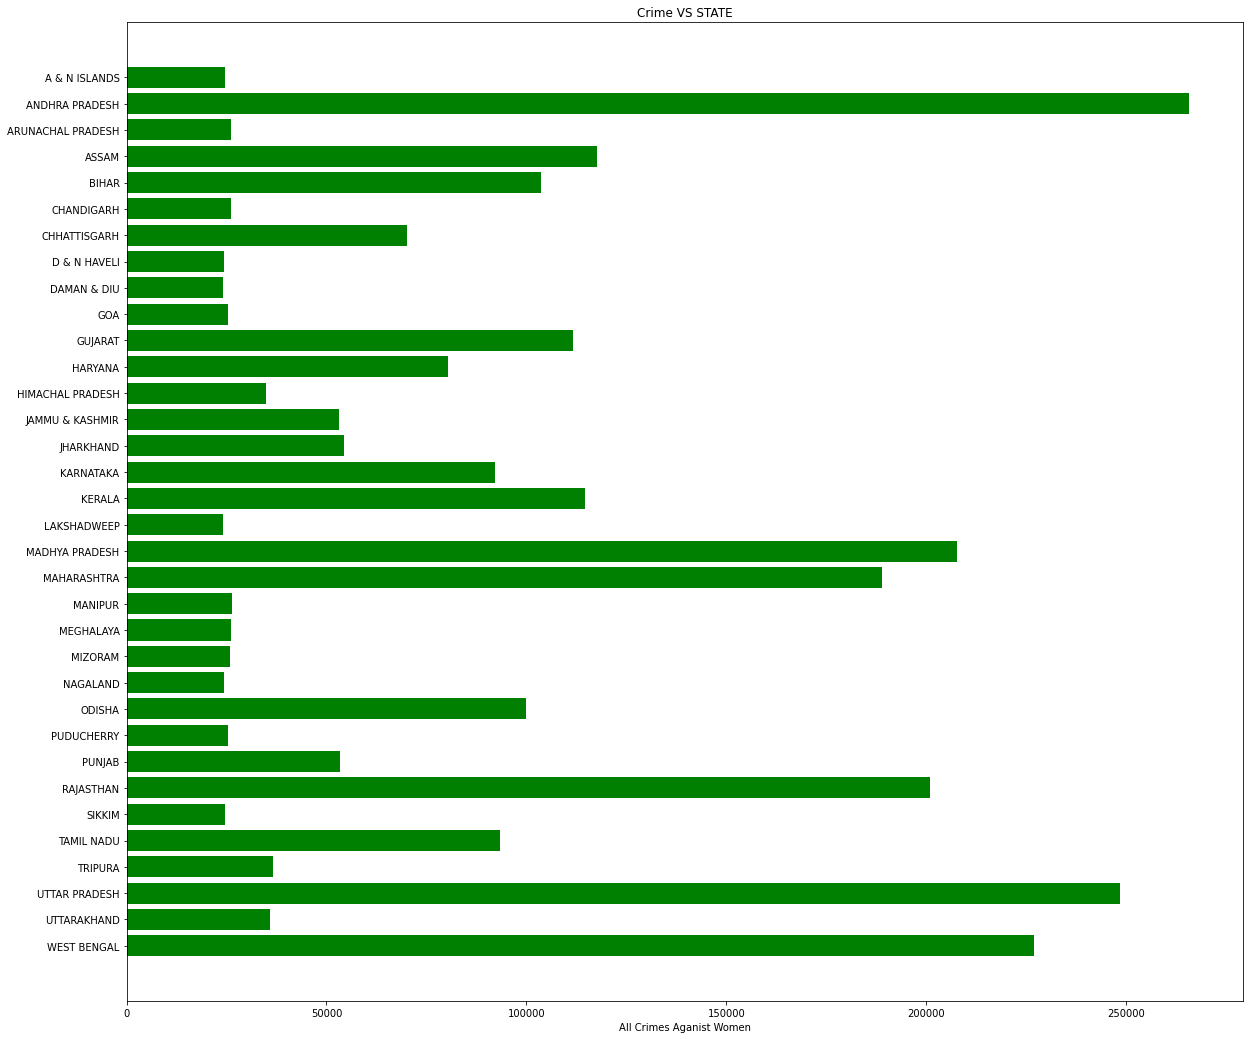 Crime VS STATE
A & N ISLANDS
ANDHRA PRADESH
ARUNACHAL PRADESH
ASSAM
BIHAR
CHANDIGARH
CHHATTISGARH
D & N HAVELI
DAMAN & DIU
GOA
GUJARAT
HARYANA
HIMACHAL PRADESH
JAMMU & KASHMIR
JHARKHAND
KARNATAKA
KERALA
LAKSHADWEEP
MADHYA PRADESH
MAHARASHTRA
MANIPUR
MEGHALAYA
MIZORAM
NAGALAND
ODISHA
PUDUCHERRY
PUNJAB
RAJASTHAN
SIKKIM
TAMIL NADU
TRIPURA
UTTAR PRADESH
UTTARAKHAND
WEST BENGAL
0 50000 100000 150000 200000 250000
All Crimes Aganist Women